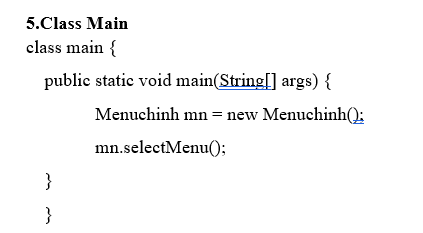 5.Class Main
class main {
public static void main(String[] args) {
Menuchinh mn = new Menuchinh();
mn.selectMenu();
}
}